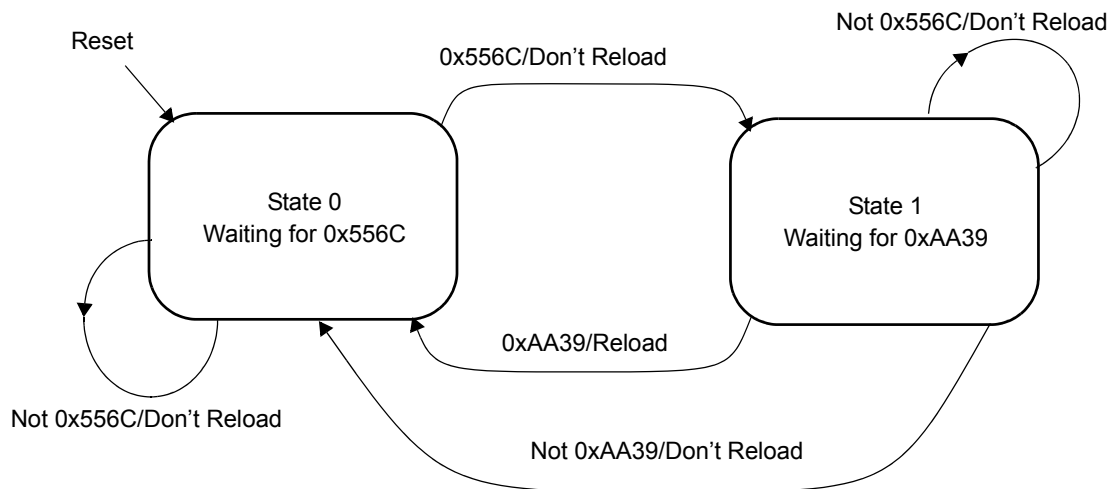 Reset
0x556C/Don’t Reload
Not 0x556C/Don’t Reload
State 0
Waiting for 0x556C
State 1
Waiting for 0xAA39
0xAA39/Reload
Not 0x556C/Don’t Reload
Not 0xAA39/Don’t Reload